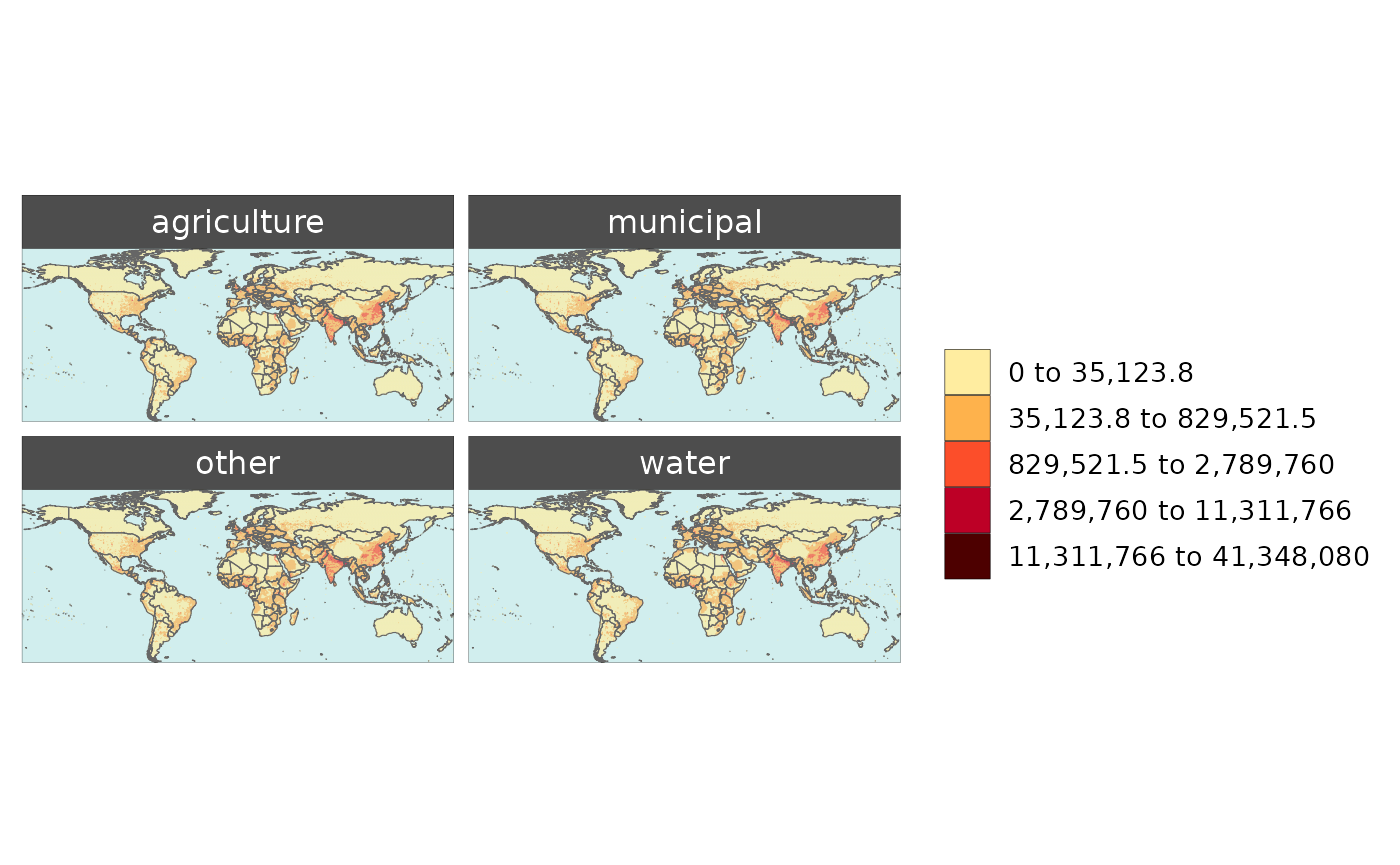 agriculture
municipal
other
water
0 to 35,123.8
35,123.8 to 829,521.5
829,521.5 to 2,789,760
2,789,760 to 11,311,766
11,311,766 to 41,348,080